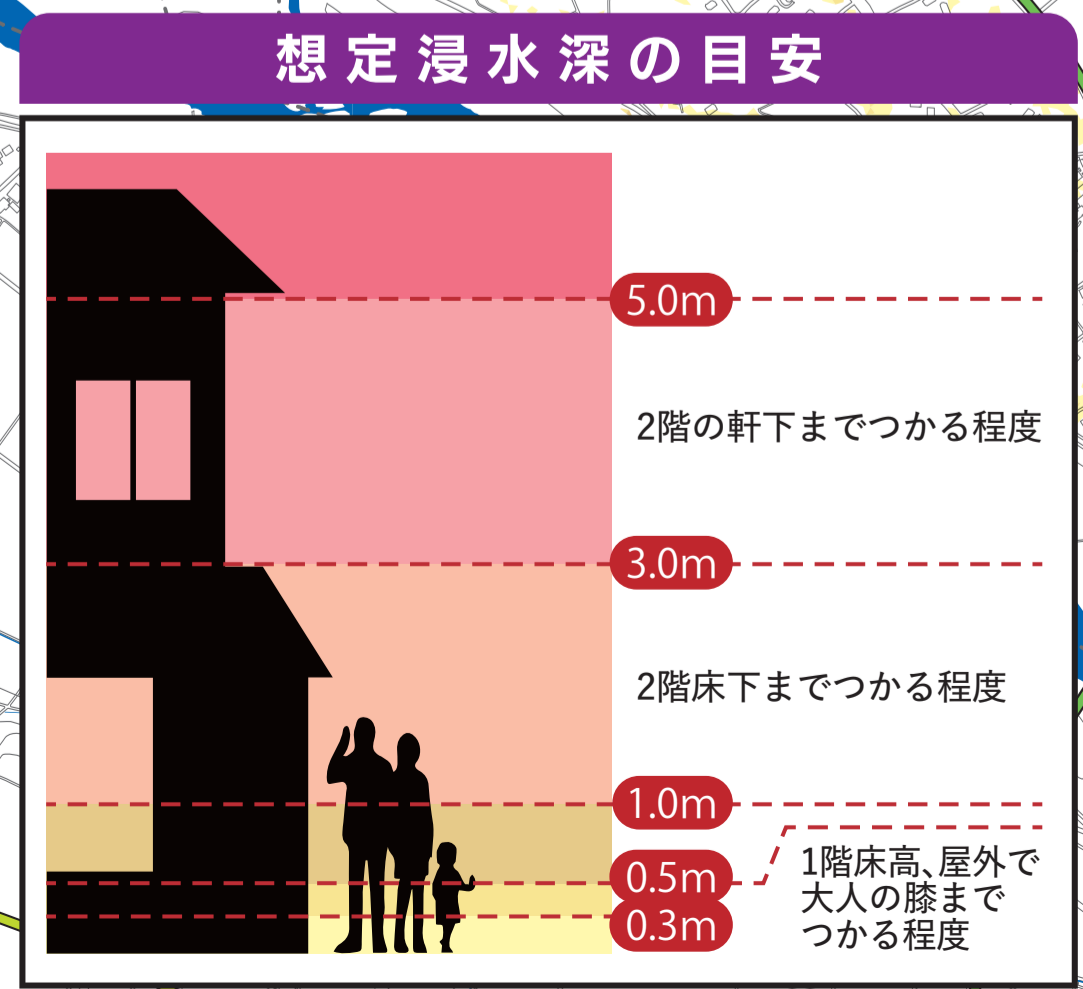 想定浸水深の目安
5.0m
2階の軒下までつかる程度
3.0m
2階床下までつかる程度
1.0m
0.5m
0.3m
1階床高、屋外で
大人の膝まで
つかる程度